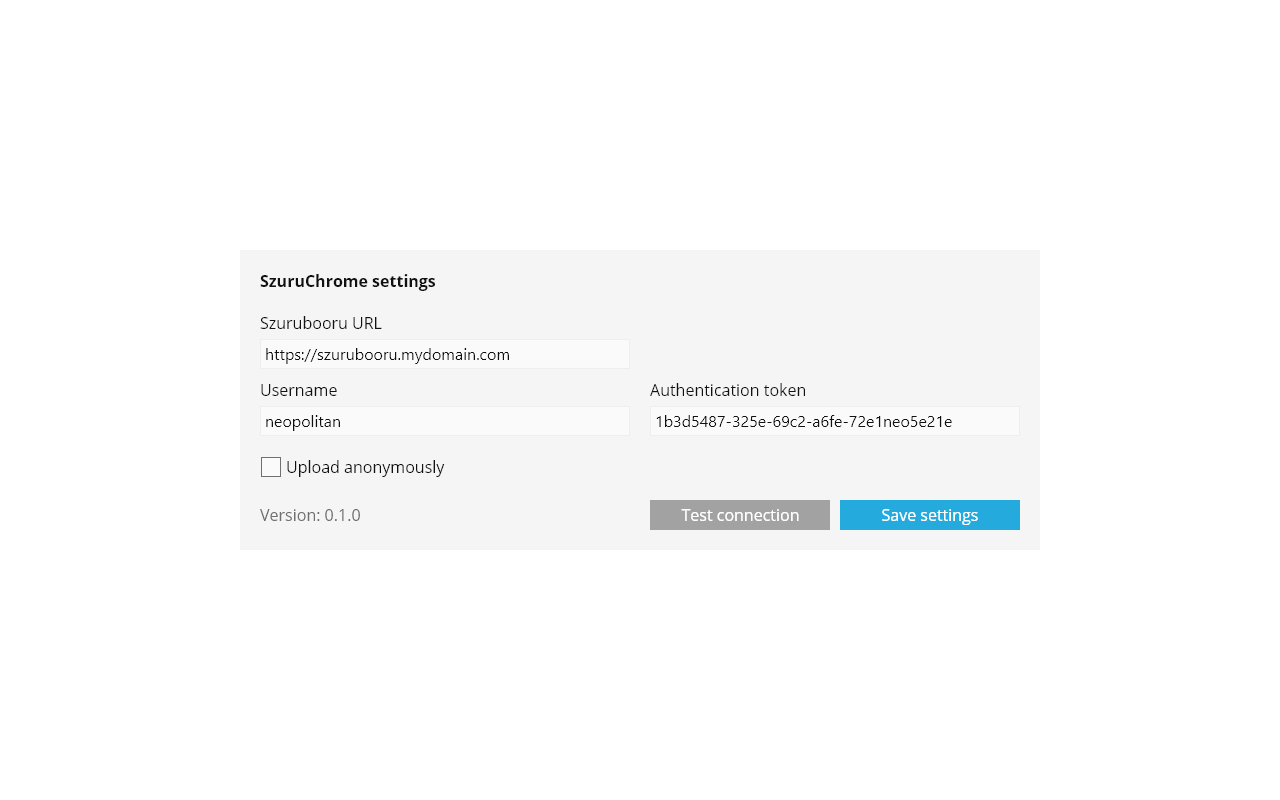 SzuruChrome settings
Szurubooru URL
https://szurubooru.mydomain.com
Username
Authentication token
neopolitan
1b3d5487-325e-69c2-a6fe-72e1neo5e21e
Upload anonymously
Version: 0.1.0
Test connection
Save settings